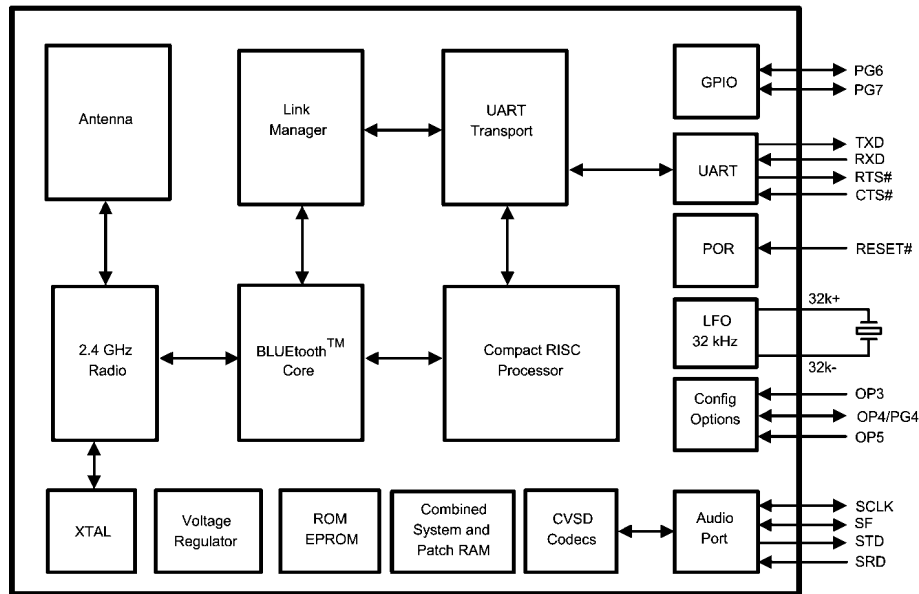 Antenna
Link
Manager
UART
Transport
GPIO
PG6
PG7
UART
TXD
RXD
RTS#
CTS#
POR
RESET#
2.4 GHz
Radio
BLUEtooth™
Core
Compact RISC
Processor
LFO
32 kHz
32k+
32k-
Config
Options
OP3
OP4/PG4
OP5
XTAL
Voltage
Regulator
ROM
EPROM
Combined
System and
Patch RAM
CVSD
Codecs
Audio
Port
SCLK
SF
STD
SRD